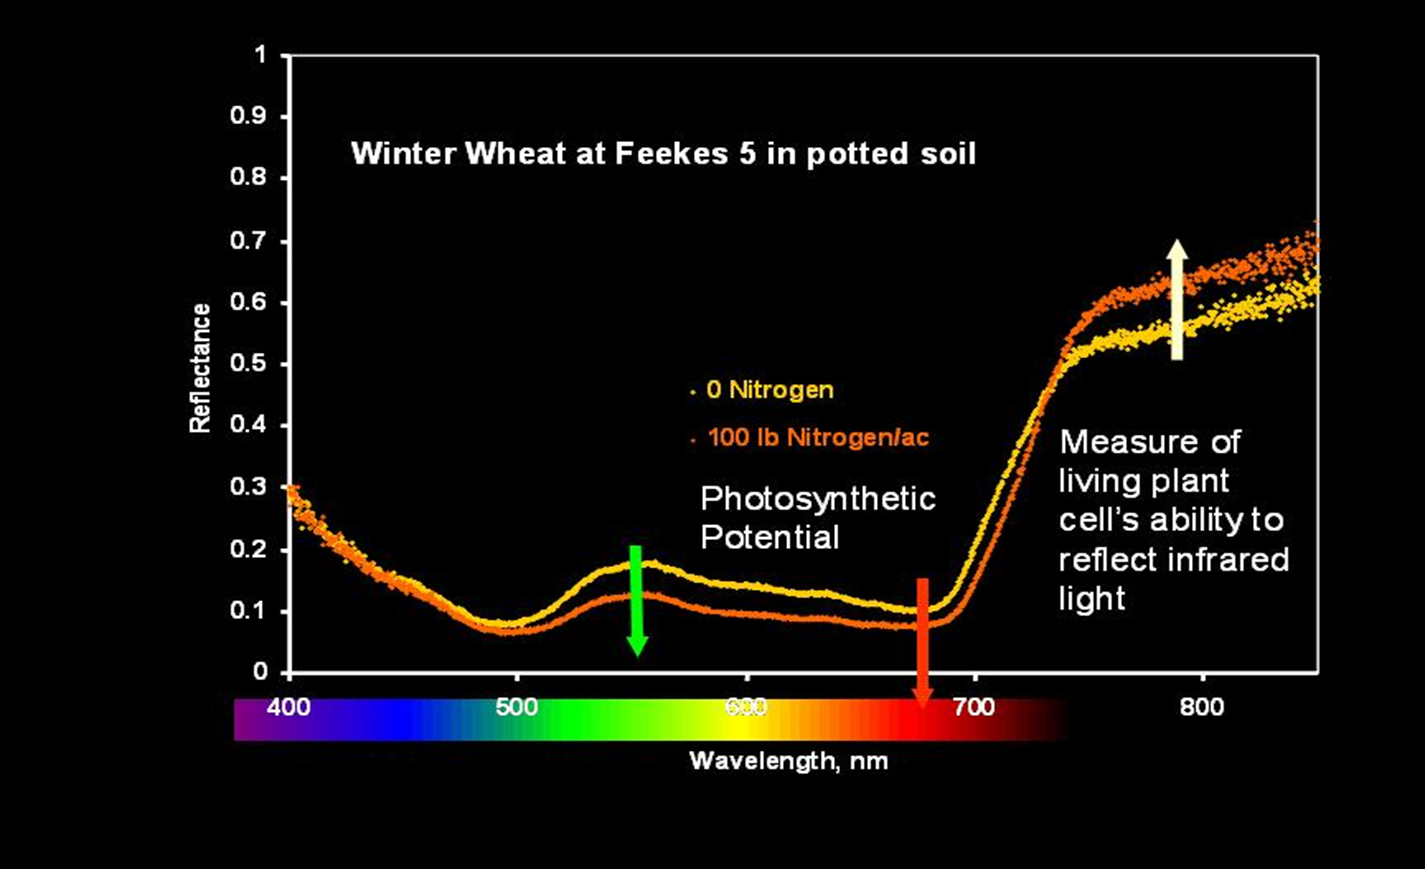 1
0.9
Winter Wheat at Feekes 5 in potted soil
0.8
0.7
0.6
Reflectance
0.5
0 Nitrogen
0.4
100 lb Nitrogen/ac
Measure of
living plant
cell's ability to
reflect infrared
light
0.3
Photosynthetic
Potential
0.2
0.1
0
400 500 600 700 800
Wavelength, nm